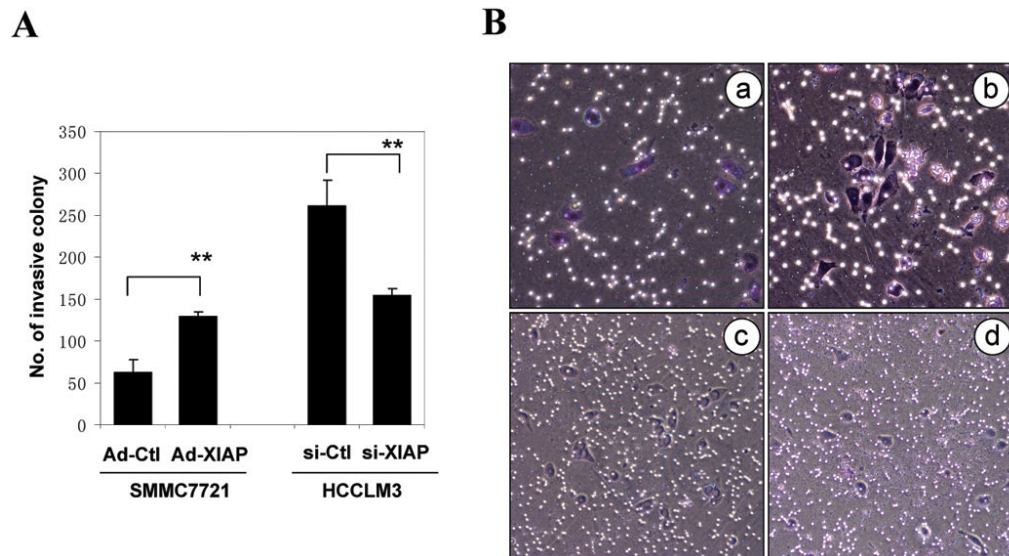 A
B
No. of invasive colony
350
300
250
200
150
100
50
0
**
**
Ad-Ctl Ad-XIAP si-Ctl si-XIAP
SMMC7721 HCCLM3
a
b
c
d